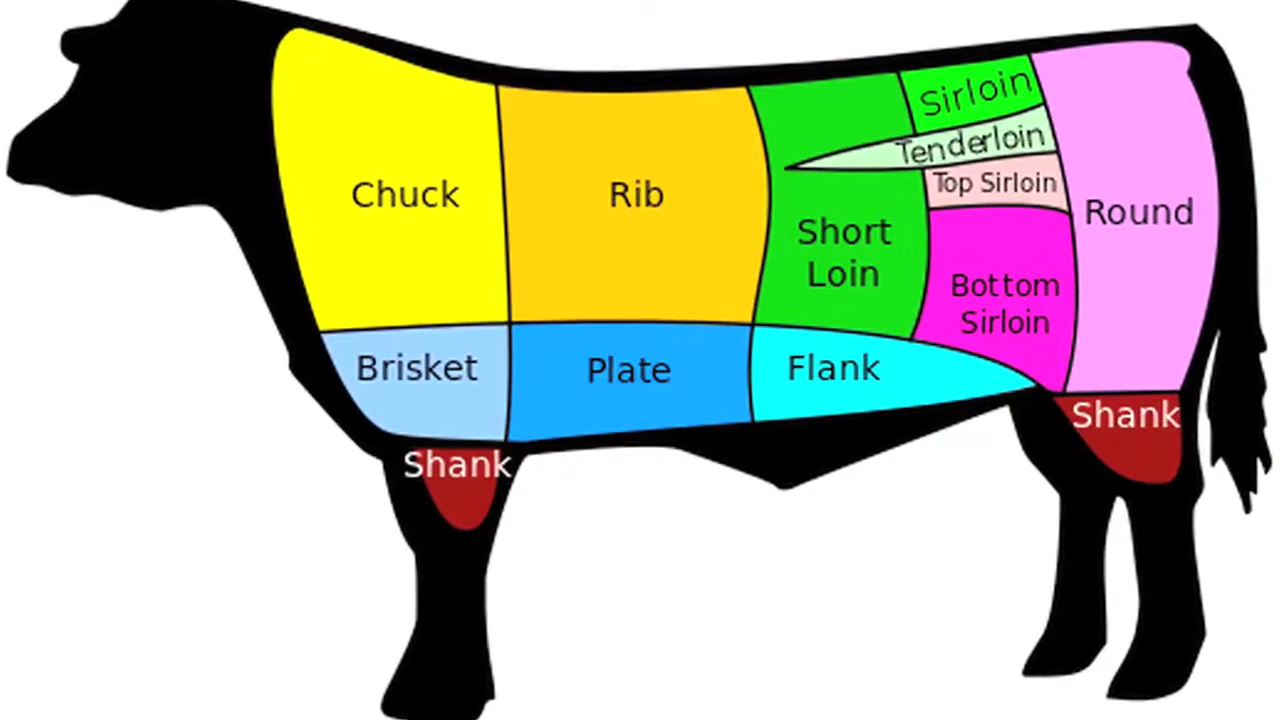 Sirloin
Tenderloin
Top Sirloin
Chuck
Rib
Round
Short
Loin
Bottom
Sirloin
Brisket
Plate
Flank
Shank
Shank